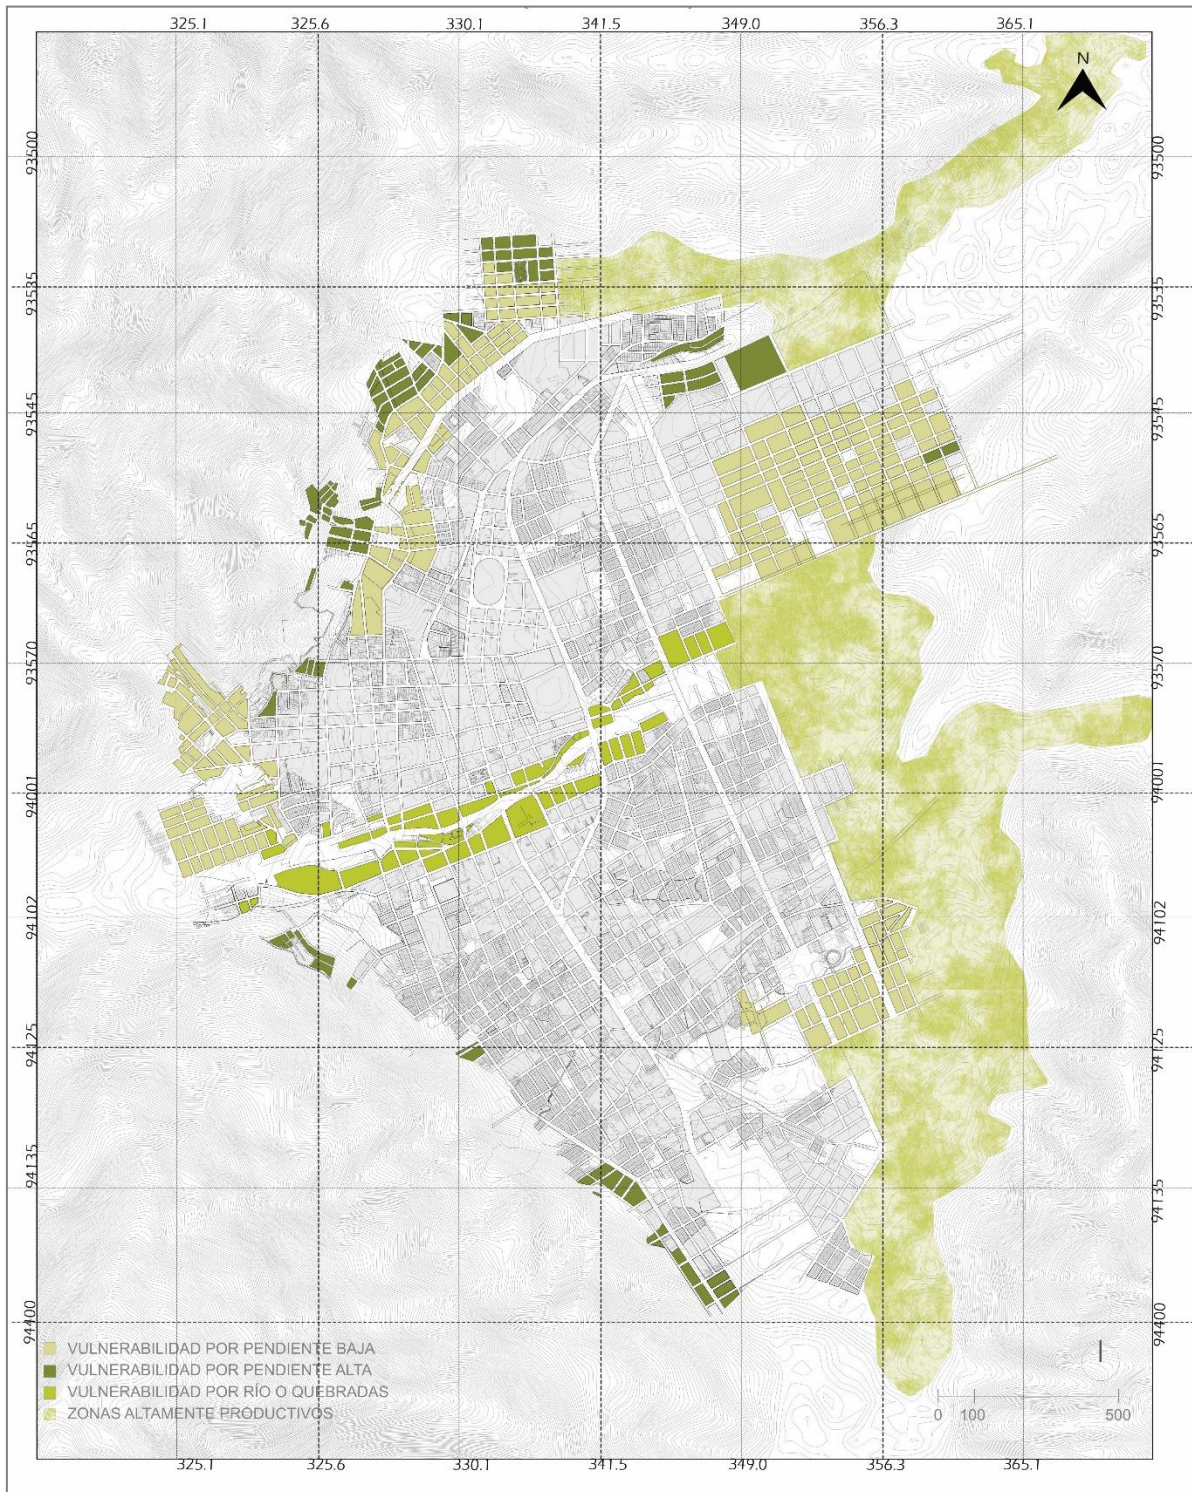 325.1 325.6 330.1 341.5 349.0 356.3 365.1
N
93500 93500
93535 93535
93545 93545
93565 93565
93570 93570
94001 94001
94102 94102
94125 94125
94135 94135
94400 94400
VULNERABILIDAD POR PENDIENTE BAJA
VULNERABILIDAD POR PENDIENTE ALTA
VULNERABILIDAD POR RÍO O QUEBRADAS
ZONAS ALTAMENTE PRODUCTIVOS
0 100 500
325.1 325.6 330.1 341.5 349.0 356.3 365.1